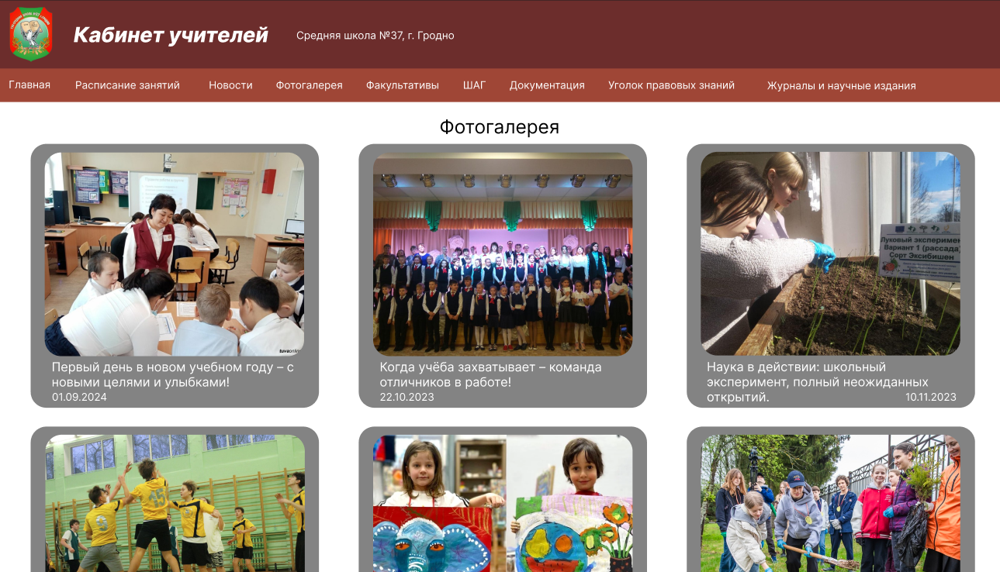 Кабинет учителей
Средняя школа №37, г. Гродно
Главная
Расписание занятий
Новости
Фотогалерея
Факультативы
ШАГ
Документация
Уголок правовых знаний
Журналы и научные издания
Фотогалерея
tuvaonline
Первый день в новом учебном году – с
новыми целями и улыбками!
01.09.2024
Когда учёба захватывает – команда
отличников в работе!
22.10.2023
Луковый эксперимен
Вариант 1 (рассада)
Сорт Эксибишен
Наука в действии: школьный
эксперимент, полный неожиданных
открытий.
10.11.2023
15